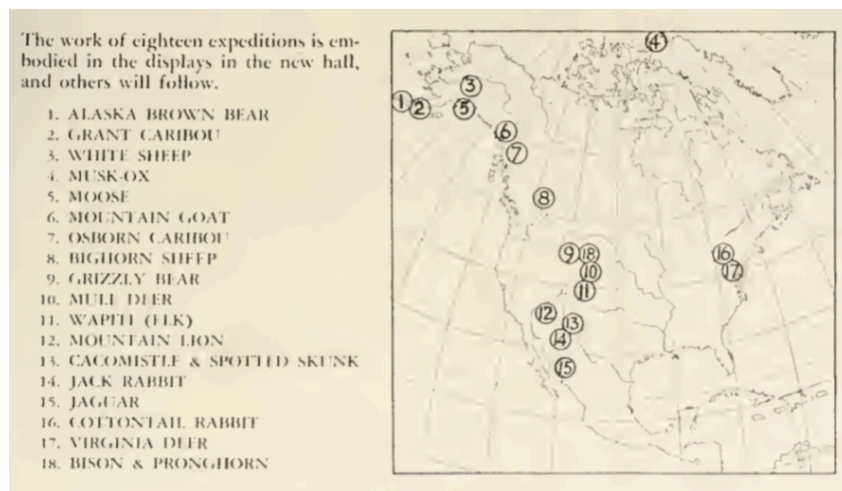 The work of eighteen expeditions is em-
bodied in the displays in the new hall,
and others will follow.
1. ALASKA BROWN BEAR
2. GRANT CARIBOU
3. WHITE SHEEP
4. MUSK-OX
5. MOOSE
6. MOUNTAIN GOAT
7. OSBORN CARIBOU
8. BIGHORN SHEEP
9. GRIZZLY BEAR
10. MULE DEER
11. WAPITI (ELK)
12. MOUNTAIN LION
13. CACOMISTLE & SPOTTED SKUNK
14. JACK RABBIT
15. JAGUAR
16. COTTONTAIL RABBIT
17. VIRGINIA DEER
18. BISON & PRONGHORN
4
3
1 2 5
6
7
8
9 18 16
10 17
11
12
13
14
15